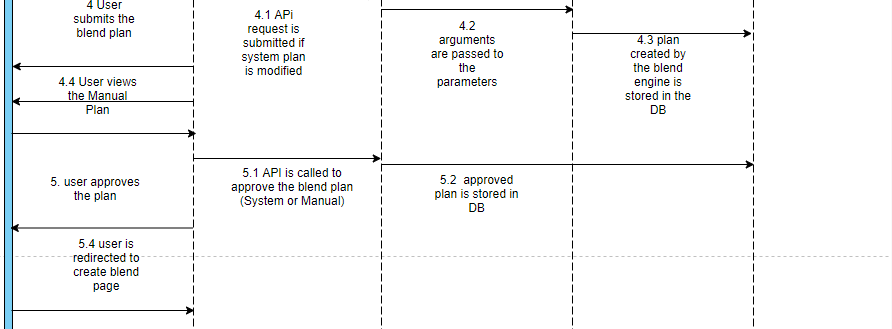 4 User
submits the
blend plan
4.1 APi
request is
submitted if
system plan
is modified
4.2
arguments
are passed to
the
parameters
4.3 plan
created by
the blend
engine is
stored in the
DB
4.4 User views
the Manual
Plan
5. user approves
the plan
5.1 API is called to
approve the blend plan
(System or Manual)
5.2 approved
plan is stored in
DB
5.4 user is
redirected to
create blend
page